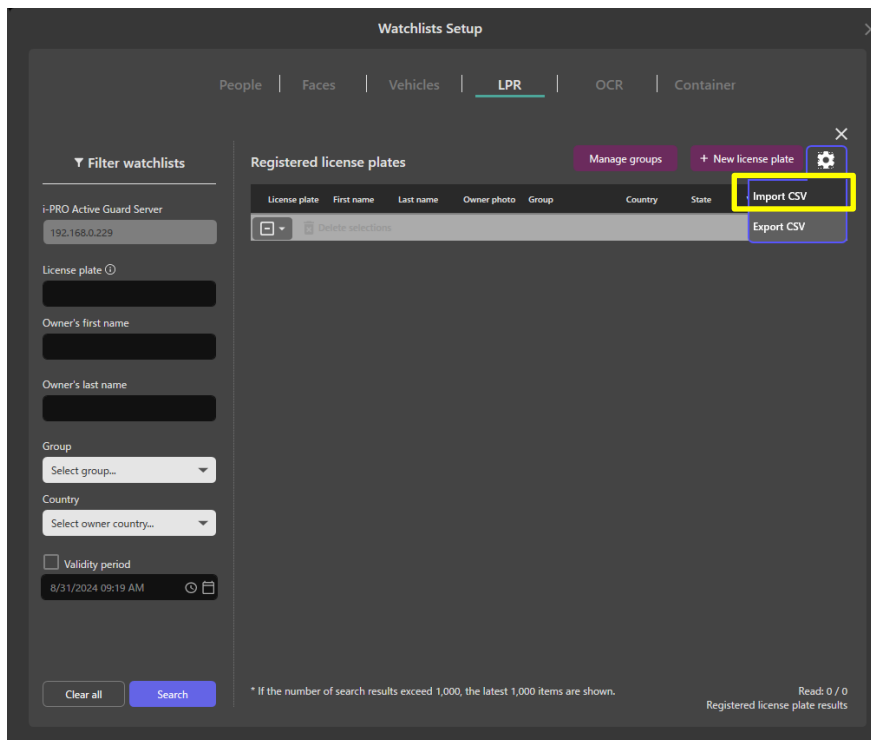 Watchlists Setup
People
Faces
Vehicles
LPR
OCR
Container
Filter watchlists
i-PRO Active Guard Server
192.168.0.229
License plate
Owner's first name
Owner's last name
Group
Select group...
Country
Select owner country...
Validity period
8/31/2024 09:19 AM
Clear all
Search
Registered license plates
Manage groups
+ New license plate
Import CSV
Export CSV
License plate First name Last name Owner photo Group Country State
Delete selections
* If the number of search results exceed 1,000, the latest 1,000 items are shown.
Read: 0 / 0
Registered license plate results